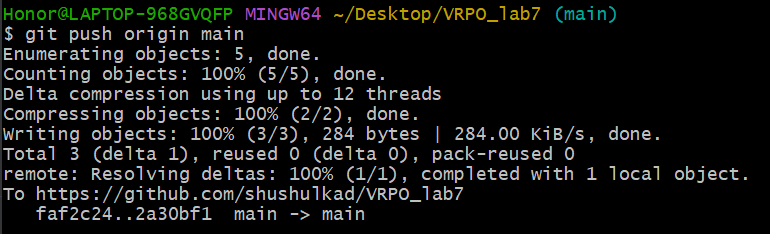 Honor@LAPTOP-968GVQFP MINGW64 ~/Desktop/VRPO_lab7 (main)
$ git push origin main
Enumerating objects: 5, done.
Counting objects: 100% (5/5), done.
Delta compression using up to 12 threads
Compressing objects: 100% (2/2), done.
Writing objects: 100% (3/3), 284 bytes | 284.00 KiB/s, done.
Total 3 (delta 1), reused 0 (delta 0), pack-reused 0
remote: Resolving deltas: 100% (1/1), completed with 1 local object.
To https://github.com/shushulkad/VRPO_lab7
   faf2c24..2a30bf1  main -> main